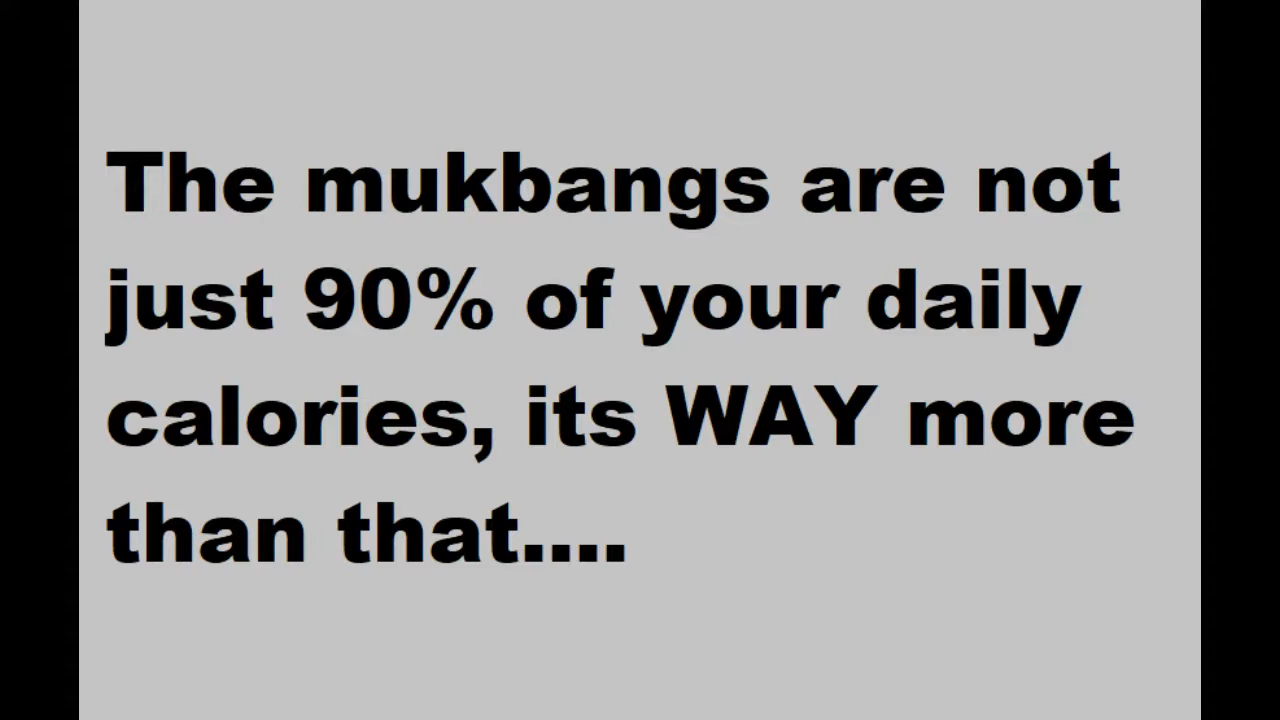 The mukbangs are not
just 90% of your daily
calories, its WAY more
than that....